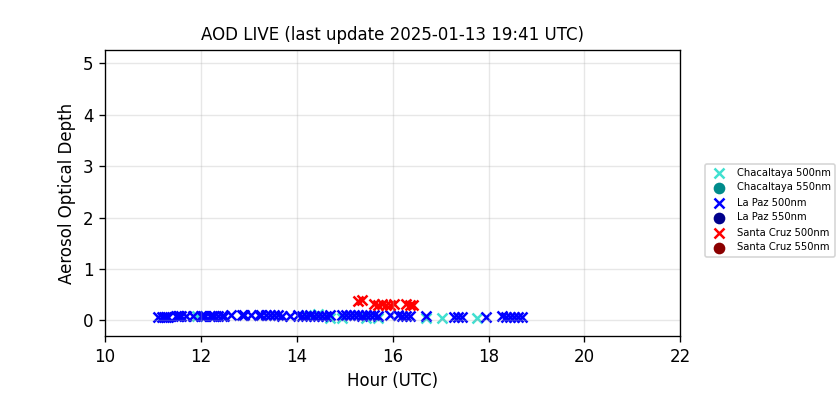 AOD LIVE (last update 2025-01-13 19:41 UTC)
5
4
3
2
1
0
Aerosol Optical Depth
10 12 14 16 18 20 22
Hour (UTC)
Chacaltaya 500nm
Chacaltaya 550nm
La Paz 500nm
La Paz 550nm
Santa Cruz 500nm
Santa Cruz 550nm